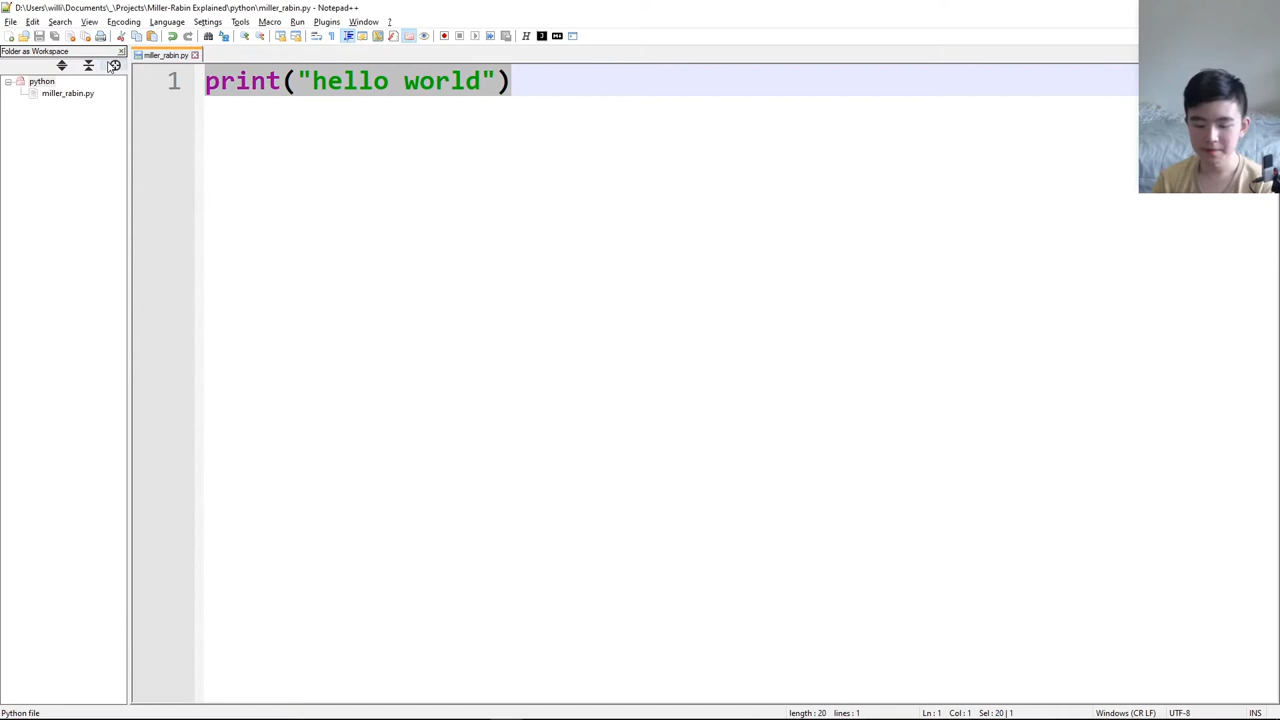 D:\Users\willi\Documents\_\Projects\Miller-Rabin Explained\python\miller_rabin.py - Notepad++
File Edit Search View Encoding Language Settings Tools Macro Run Plugins Window ?
Folder as Workspace
miller_rabin.py
python
miller_rabin.py
1 print("hello world")
Python file length : 20 lines : 1 Ln : 1 Col : 1 Sel : 20 | 1 Windows (CR LF) UTF-8 INS